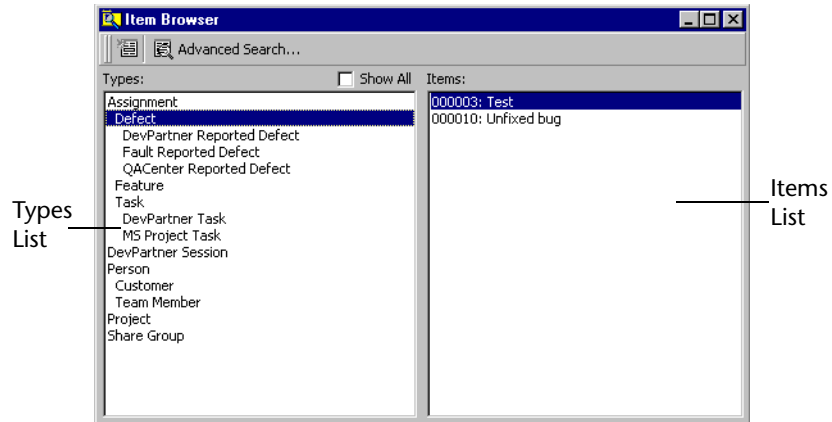 Item Browser
Advanced Search...
Types:
Show All
Items:
Assignment
Defect
DevPartner Reported Defect
Fault Reported Defect
QACenter Reported Defect
Feature
Task
DevPartner Task
MS Project Task
DevPartner Session
Person
Customer
Team Member
Project
Share Group
000003: Test
000010: Unfixed bug
Types
List
Items
List